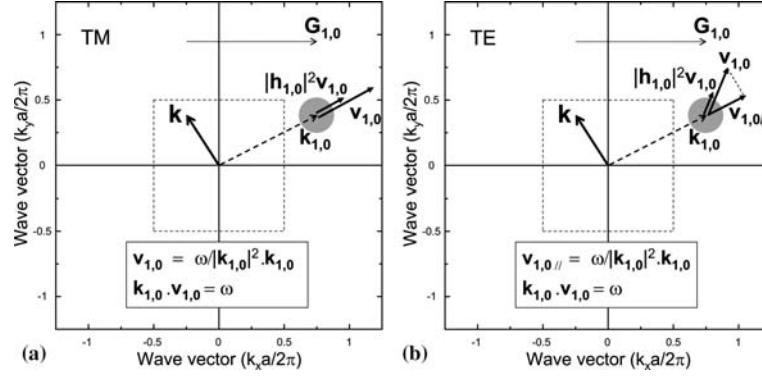 TM
G₁,₀
|h₁,₀|²v₁,₀
v₁,₀
k
k₁,₀
v₁,₀ = ω/|k₁,₀|².k₁,₀
k₁,₀.v₁,₀ = ω
1
0.5
0
-0.5
-1
-1
-0.5
0
0.5
1
Wave vector (kᵧa/2π)
Wave vector (kₓa/2π)
(a)
TE
G₁,₀
v₁,₀
|h₁,₀|²v₁,₀
k
v₁,₀//
k₁,₀
v₁,₀ // = ω/|k₁,₀|².k₁,₀
k₁,₀.v₁,₀ = ω
1
0.5
0
-0.5
-1
-1
-0.5
0
0.5
1
Wave vector (kᵧa/2π)
Wave vector (kₓa/2π)
(b)